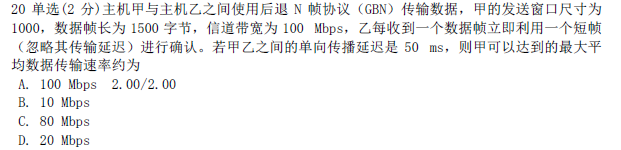 20 单选(2 分)主机甲与主机乙之间使用后退 N 帧协议（GBN）传输数据，甲的发送窗口尺寸为
1000，数据帧长为 1500 字节，信道带宽为 100 Mbps，乙每收到一个数据帧立即利用一个短帧
（忽略其传输延迟）进行确认。若甲乙之间的单向传播延迟是 50 ms，则甲可以达到的最大平
均数据传输速率约为
A. 100 Mbps 2.00/2.00
B. 10 Mbps
C. 80 Mbps
D. 20 Mbps